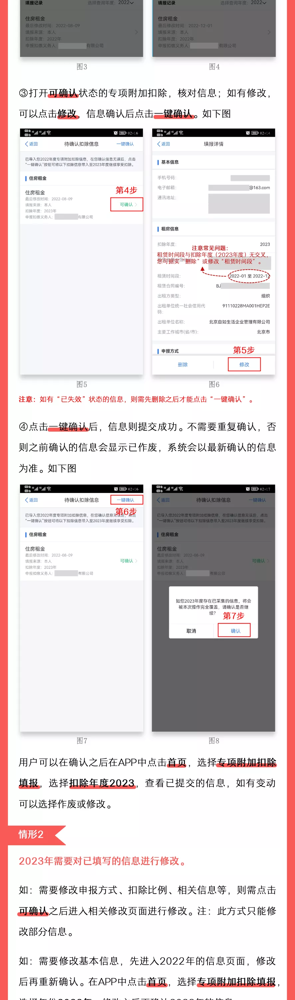 填报记录 选择查询年度：2022
住房租金
最后修改时间：2022-08-09
填报来源：本人
扣除年度：2022年
申报扣缴义务人： 有限公司
填报记录 选择查询年度：2022
住房租金
最后修改时间：2022-12-01
填报来源：本人
扣除年度：2022年
申报扣缴义务人： 有限公司
图3
图4
③打开可确认状态的专项附加扣除，核对信息；如有修改，
可以点击修改，信息确认后点击一键确认。如下图
02:16
返回 待确认扣除信息 一键确认
已导入您2022年度专项附加扣除信息，在您确认信息无误后，点击
“一键确认”按钮可将以下扣除信息带入至2023年度继续享受扣除。
住房租金
住房租金
第4步
最后修改时间：2022-08-09
填报来源：本人
可确认
扣除年度：2023年
申报扣缴义务人： 有限公司
02:14
返回 填报详情
基本信息
手机号码：
电子邮箱： @163.com
通讯地址：
租房信息
扣除年度： 2023
注意常见问题：
租赁时间段与扣除年度（2023年度）无交叉，
您可据实“删除”或修改“租赁时间段”。
租赁时间段： 2022-01 至 2022-12
租赁合同编号： BJ
出租方类型： 组织
出租单位统一社会信用代 91110228MA001HEP2E
码：
出租单位名称： 北京自如生活企业管理有限公司
主要工作城市(省/市)： 北京市
申报方式
第5步
删除 修改
图5
图6
注意：如有“已失效”状态的信息，则需先删除之后才能点击“一键确认”。
④点击一键确认后，信息则提交成功。不需要重复确认，否
则之前确认的信息会显示已作废，系统会以最新确认的信息
为准。如下图
02:16
返回 待确认扣除信息 一键确认
第6步
已导入您2022年度专项附加扣除信息，在您确认信息无误后，点击
“一键确认”按钮可将以下扣除信息带入至2023年度继续享受扣除。
住房租金
住房租金
最后修改时间：2022-08-09
填报来源：本人
可确认
扣除年度：2023年
申报扣缴义务人： 有限公司
02:17
返回 待确认扣除信息 一键确认
已导入您2022年度专项附加扣除信息，在您确认信息无误后，点击
“一键确认”按钮可将以下扣除信息带入至2023年度继续享受扣除。
住房租金
住房租金
最后修改时间：2022-08-09
填报来源：本人
可确认
扣除年度：2023年
申报扣缴义务人： 有限公司
如您2023年度存在已采集的信息，将会
被本次操作完全覆盖，请确认是否继
续？
第7步
取消 确认
图7
图8
用户可以在确认之后在APP中点击首页，选择专项附加扣除
填报，选择扣除年度2023，查看已提交的信息，如有变动
可以选择作废或修改。
情形2
2023年需要对已填写的信息进行修改。
如：需要修改申报方式、扣除比例、相关信息等，则需点击
可确认之后进入相关修改页面进行修改。注：此方式只能修
改部分信息。
如：需要修改基本信息，先进入2022年的信息页面，修改
后再重新确认。在APP中点击首页，选择专项附加扣除填报，